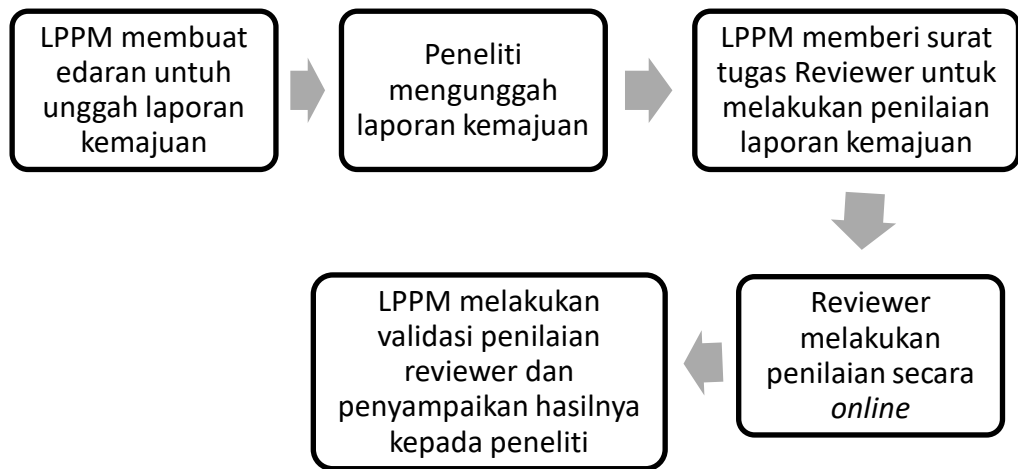 LPPM membuat
edaran untuh
unggah laporan
kemajuan
Peneliti
mengunggah
laporan kemajuan
LPPM memberi surat
tugas Reviewer untuk
melakukan penilaian
laporan kemajuan
Reviewer
melakukan
penilaian secara
online
LPPM melakukan
validasi penilaian
reviewer dan
penyampaikan hasilnya
kepada peneliti